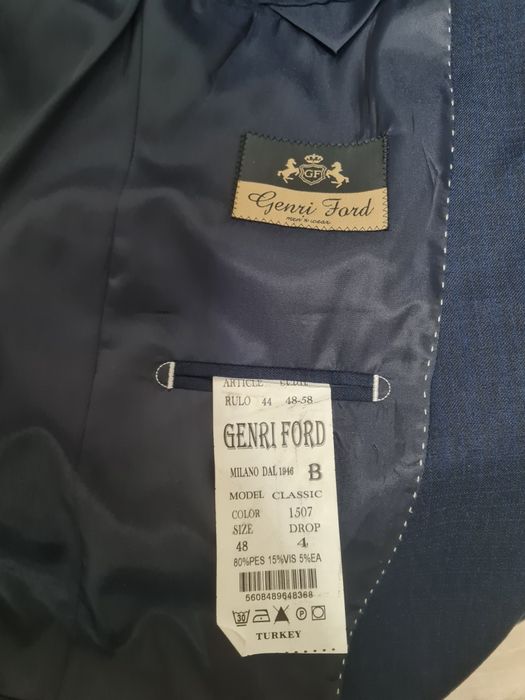 GF
Genri Ford
men's wear
ARTICLE
RULO 44 48-58
GENRI FORD
MILANO DAL 1946 B
MODEL CLASSIC
COLOR 1507
SIZE DROP
48 4
80%PES 15%VIS 5%EA
5608489648368
30 P
TURKEY